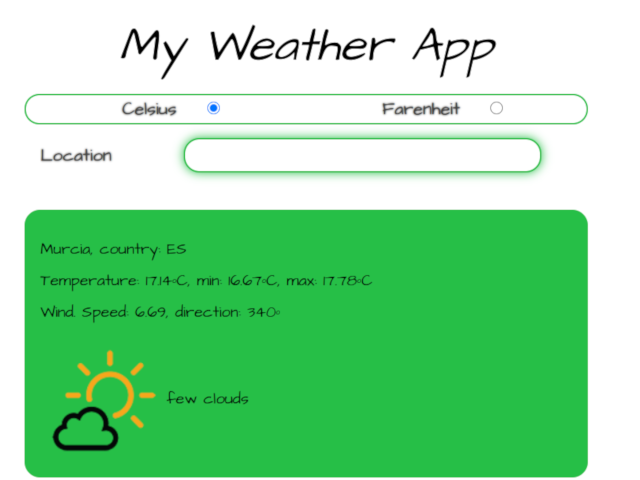 My Weather App
Celsius Farenheit
Location
Murcia, country: ES
Temperature: 17.14ºC, min: 16.67ºC, max: 17.78ºC
Wind. Speed: 6.69, direction: 340º
few clouds